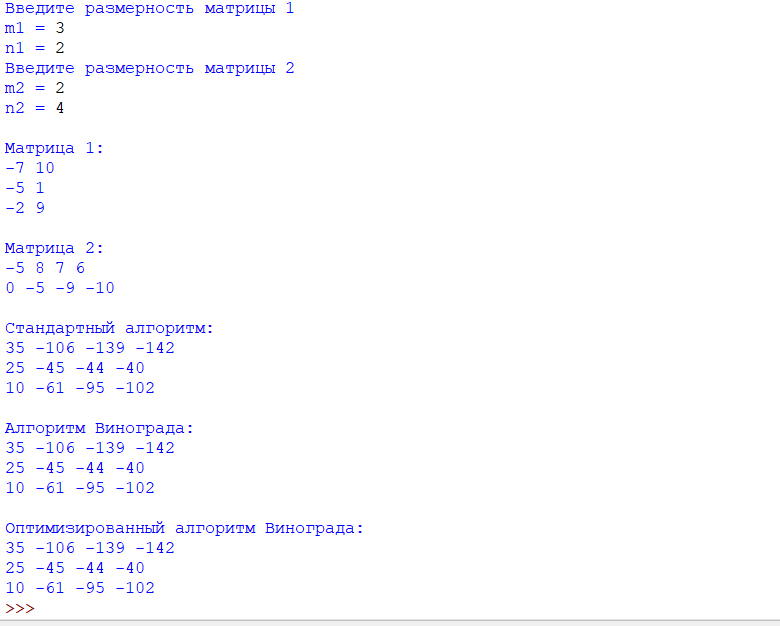 Введите размерность матрицы 1
m1 = 3
n1 = 2
Введите размерность матрицы 2
m2 = 2
n2 = 4
Матрица 1:
-7 10
-5 1
-2 9
Матрица 2:
-5 8 7 6
0 -5 -9 -10
Стандартный алгоритм:
35 -106 -139 -142
25 -45 -44 -40
10 -61 -95 -102
Алгоритм Винограда:
35 -106 -139 -142
25 -45 -44 -40
10 -61 -95 -102
Оптимизированный алгоритм Винограда:
35 -106 -139 -142
25 -45 -44 -40
10 -61 -95 -102
>>>